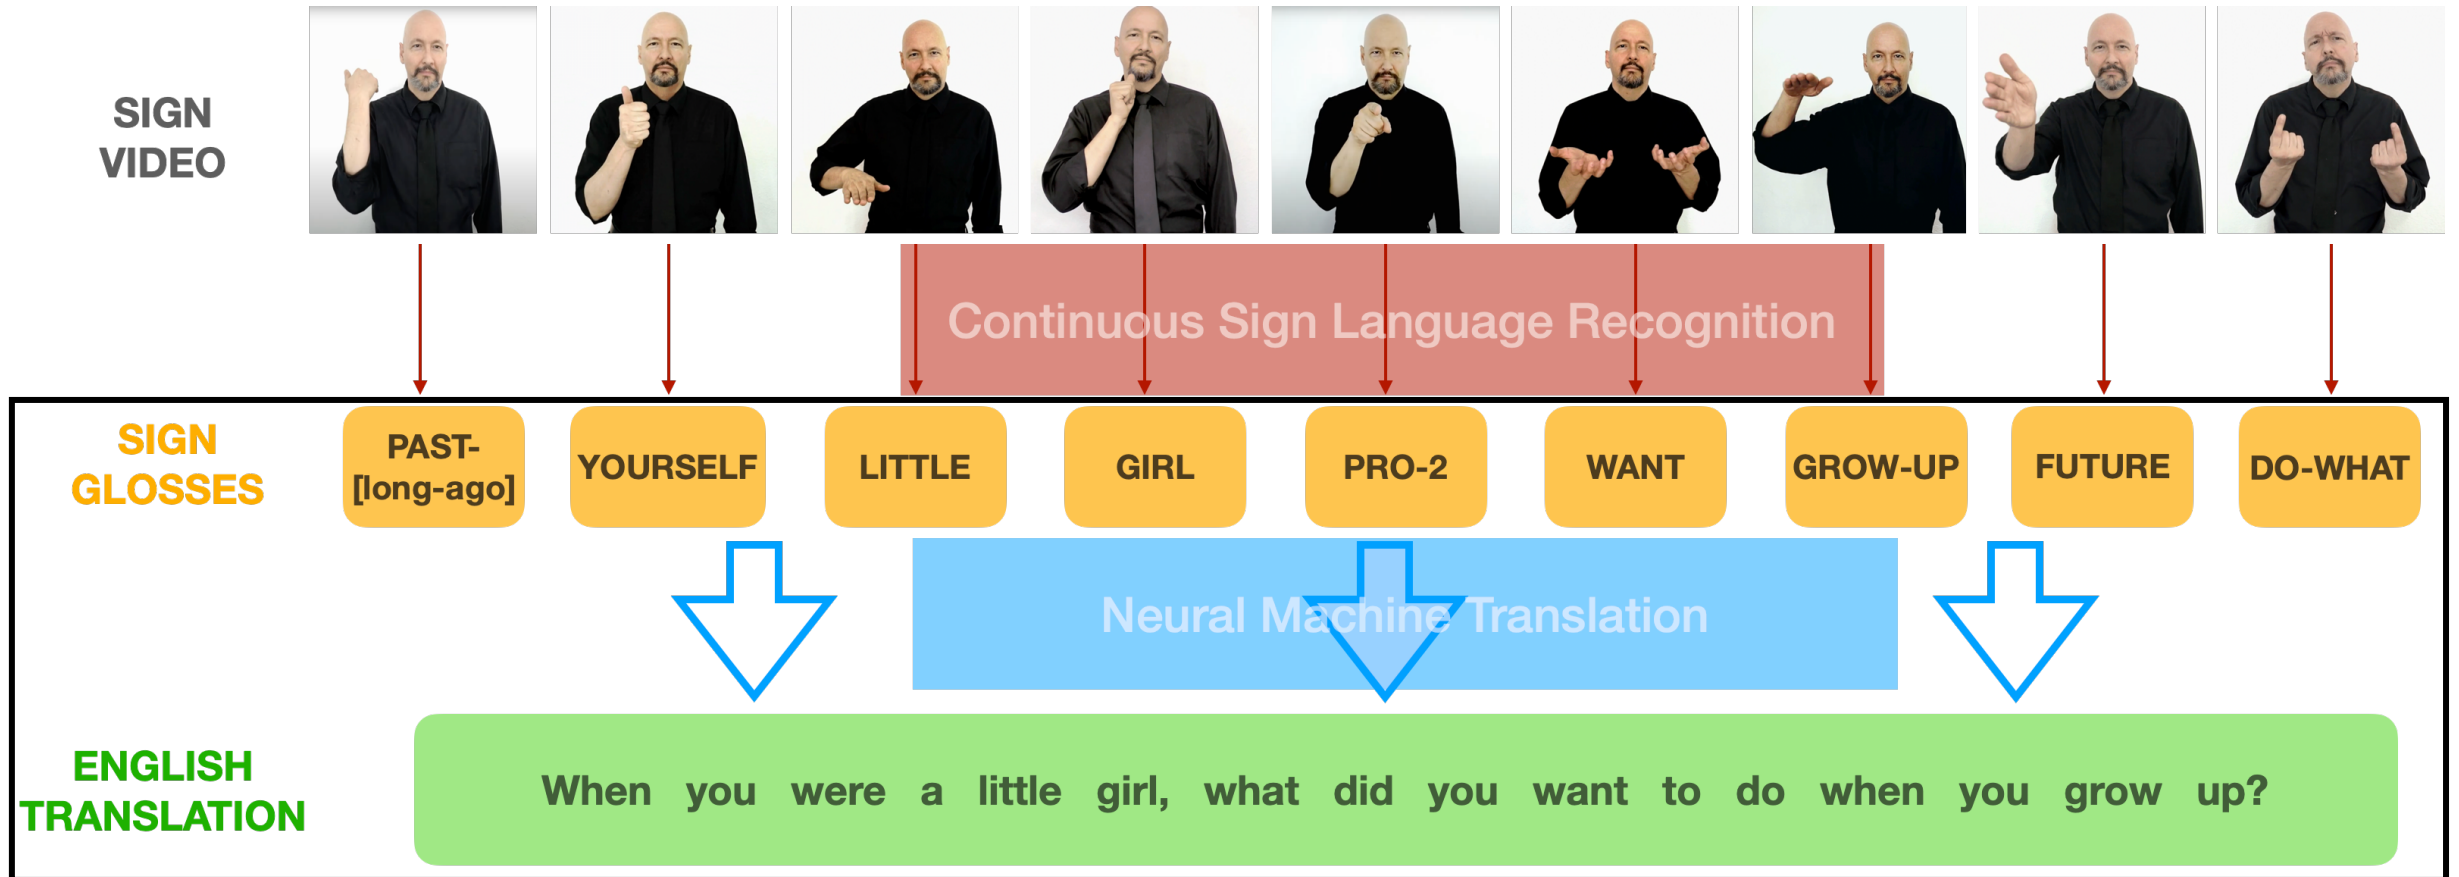 SIGN
VIDEO
Continuous Sign Language Recognition
SIGN
GLOSSES
PAST-
[long-ago]
YOURSELF
LITTLE
GIRL
PRO-2
WANT
GROW-UP
FUTURE
DO-WHAT
Neural Machine Translation
ENGLISH
TRANSLATION
When you were a little girl, what did you want to do when you grow up?